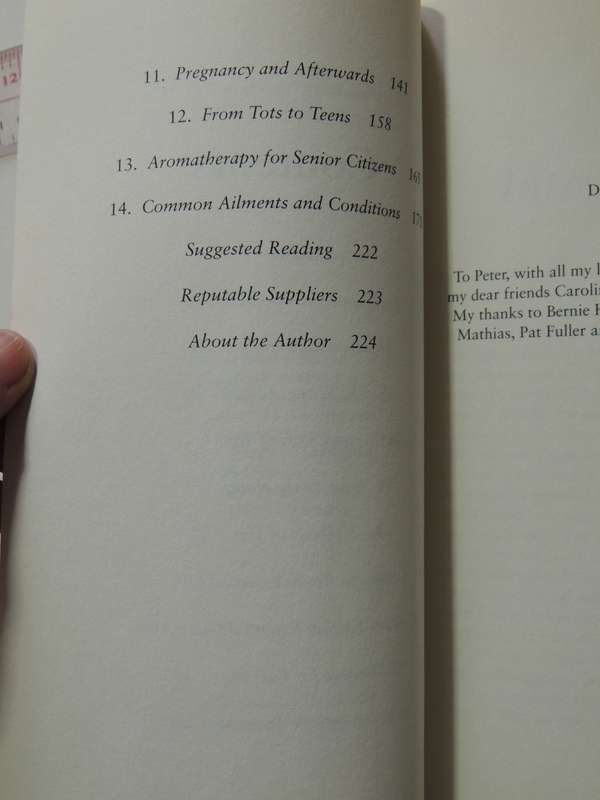 11. Pregnancy and Afterwards 141
12. From Tots to Teens 158
13. Aromatherapy for Senior Citizens
14. Common Ailments and Conditions
Suggested Reading 222
Reputable Suppliers 223
About the Author 224
To Peter, with all my
my dear friends
My thanks to Bernie
Mathias, Pat Fuller